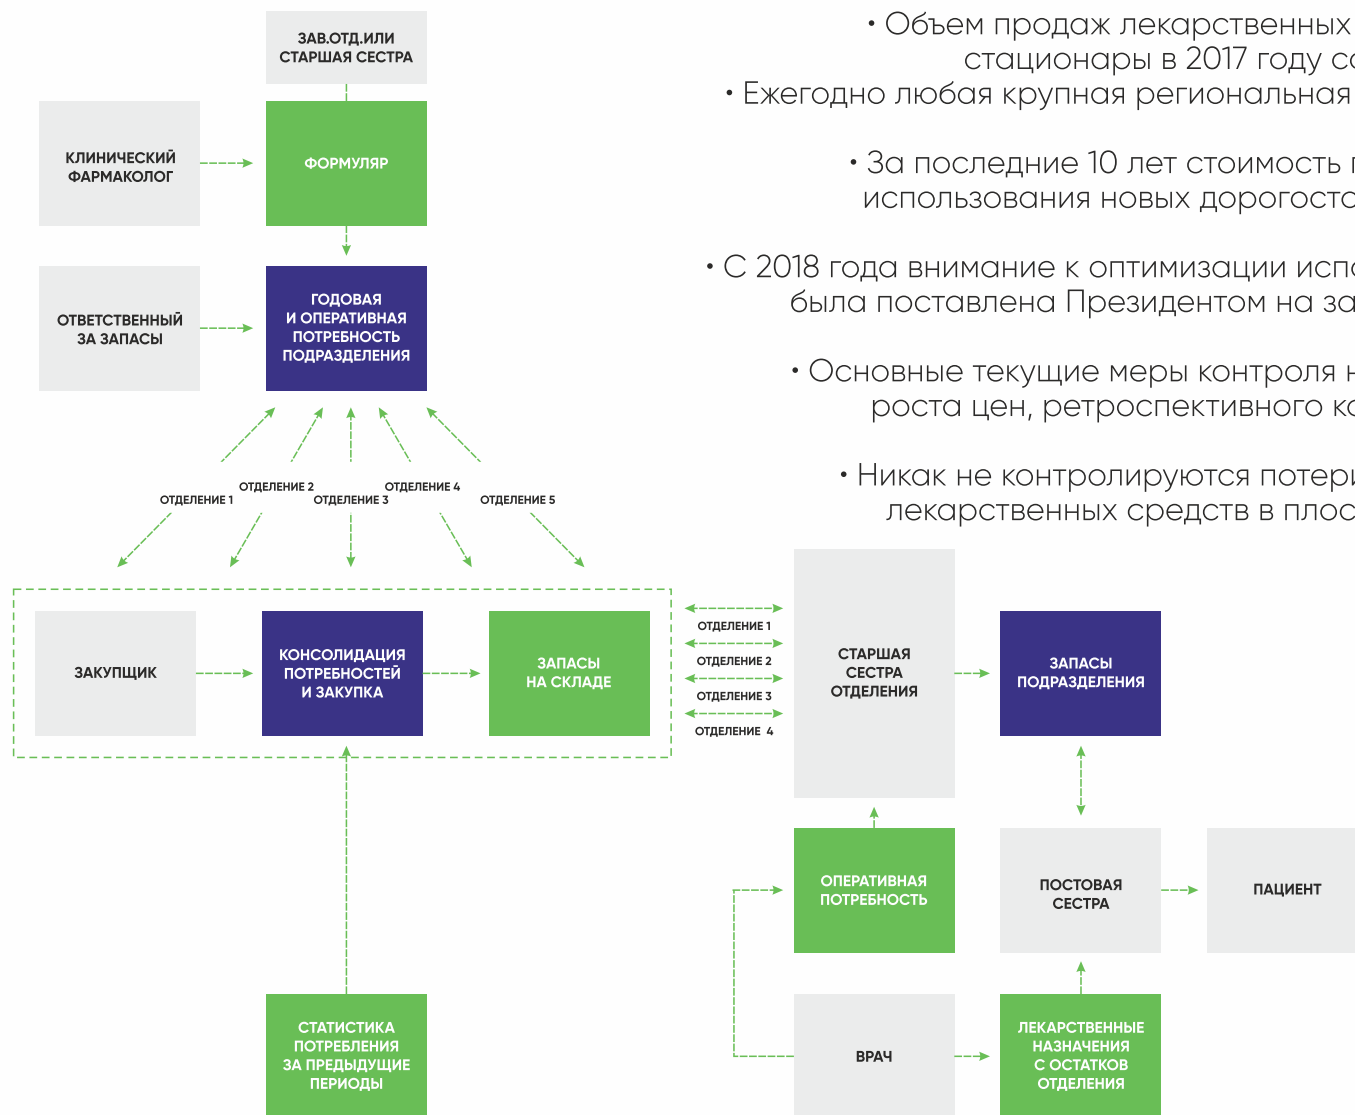 ЗАВ.ОТД.ИЛИ
СТАРШАЯ СЕСТРА
КЛИНИЧЕСКИЙ
ФАРМАКОЛОГ
ФОРМУЛЯР
ОТВЕТСТВЕННЫЙ
ЗА ЗАПАСЫ
ГОДОВАЯ
И ОПЕРАТИВНАЯ
ПОТРЕБНОСТЬ
ПОДРАЗДЕЛЕНИЯ
ОТДЕЛЕНИЕ 1
ОТДЕЛЕНИЕ 2
ОТДЕЛЕНИЕ 3
ОТДЕЛЕНИЕ 4
ОТДЕЛЕНИЕ 5
• Объем продаж лекарственных
стационары в 2017 году
• Ежегодно любая крупная региональная
• За последние 10 лет стоимость
использования новых
• С 2018 года внимание к оптимизации
была поставлена Президентом на
• Основные текущие меры контроля
роста цен, ретроспективного
• Никак не контролируются
лекарственных средств в
ЗАКУПЩИК
КОНСОЛИДАЦИЯ
ПОТРЕБНОСТЕЙ
И ЗАКУПКА
ЗАПАСЫ
НА СКЛАДЕ
ОТДЕЛЕНИЕ 1
ОТДЕЛЕНИЕ 2
ОТДЕЛЕНИЕ 3
ОТДЕЛЕНИЕ 4
СТАРШАЯ
СЕСТРА
ОТДЕЛЕНИЯ
ЗАПАСЫ
ПОДРАЗДЕЛЕНИЯ
ОПЕРАТИВНАЯ
ПОТРЕБНОСТЬ
ПОСТОВАЯ
СЕСТРА
ПАЦИЕНТ
СТАТИСТИКА
ПОТРЕБЛЕНИЯ
ЗА ПРЕДЫДУЩИЕ
ПЕРИОДЫ
ВРАЧ
ЛЕКАРСТВЕННЫЕ
НАЗНАЧЕНИЯ
С ОСТАТКОВ
ОТДЕЛЕНИЯ